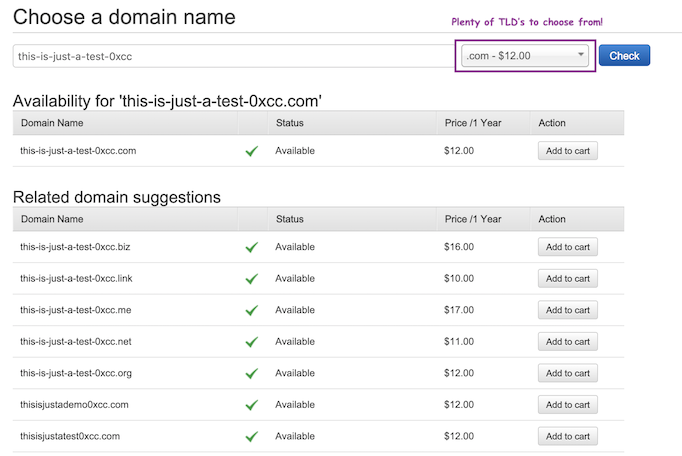 Choose a domain name
Plenty of TLD's to choose from!
this-is-just-a-test-0xcc .com - $12.00 Check
Availability for 'this-is-just-a-test-0xcc.com'
Domain Name Status Price /1 Year Action
this-is-just-a-test-0xcc.com Available $12.00 Add to cart
Related domain suggestions
Domain Name Status Price /1 Year Action
this-is-just-a-test-0xcc.biz Available $16.00 Add to cart
this-is-just-a-test-0xcc.link Available $10.00 Add to cart
this-is-just-a-test-0xcc.me Available $17.00 Add to cart
this-is-just-a-test-0xcc.net Available $11.00 Add to cart
this-is-just-a-test-0xcc.org Available $12.00 Add to cart
thisisjustademo0xcc.com Available $12.00 Add to cart
thisisjustatest0xcc.com Available $12.00 Add to cart